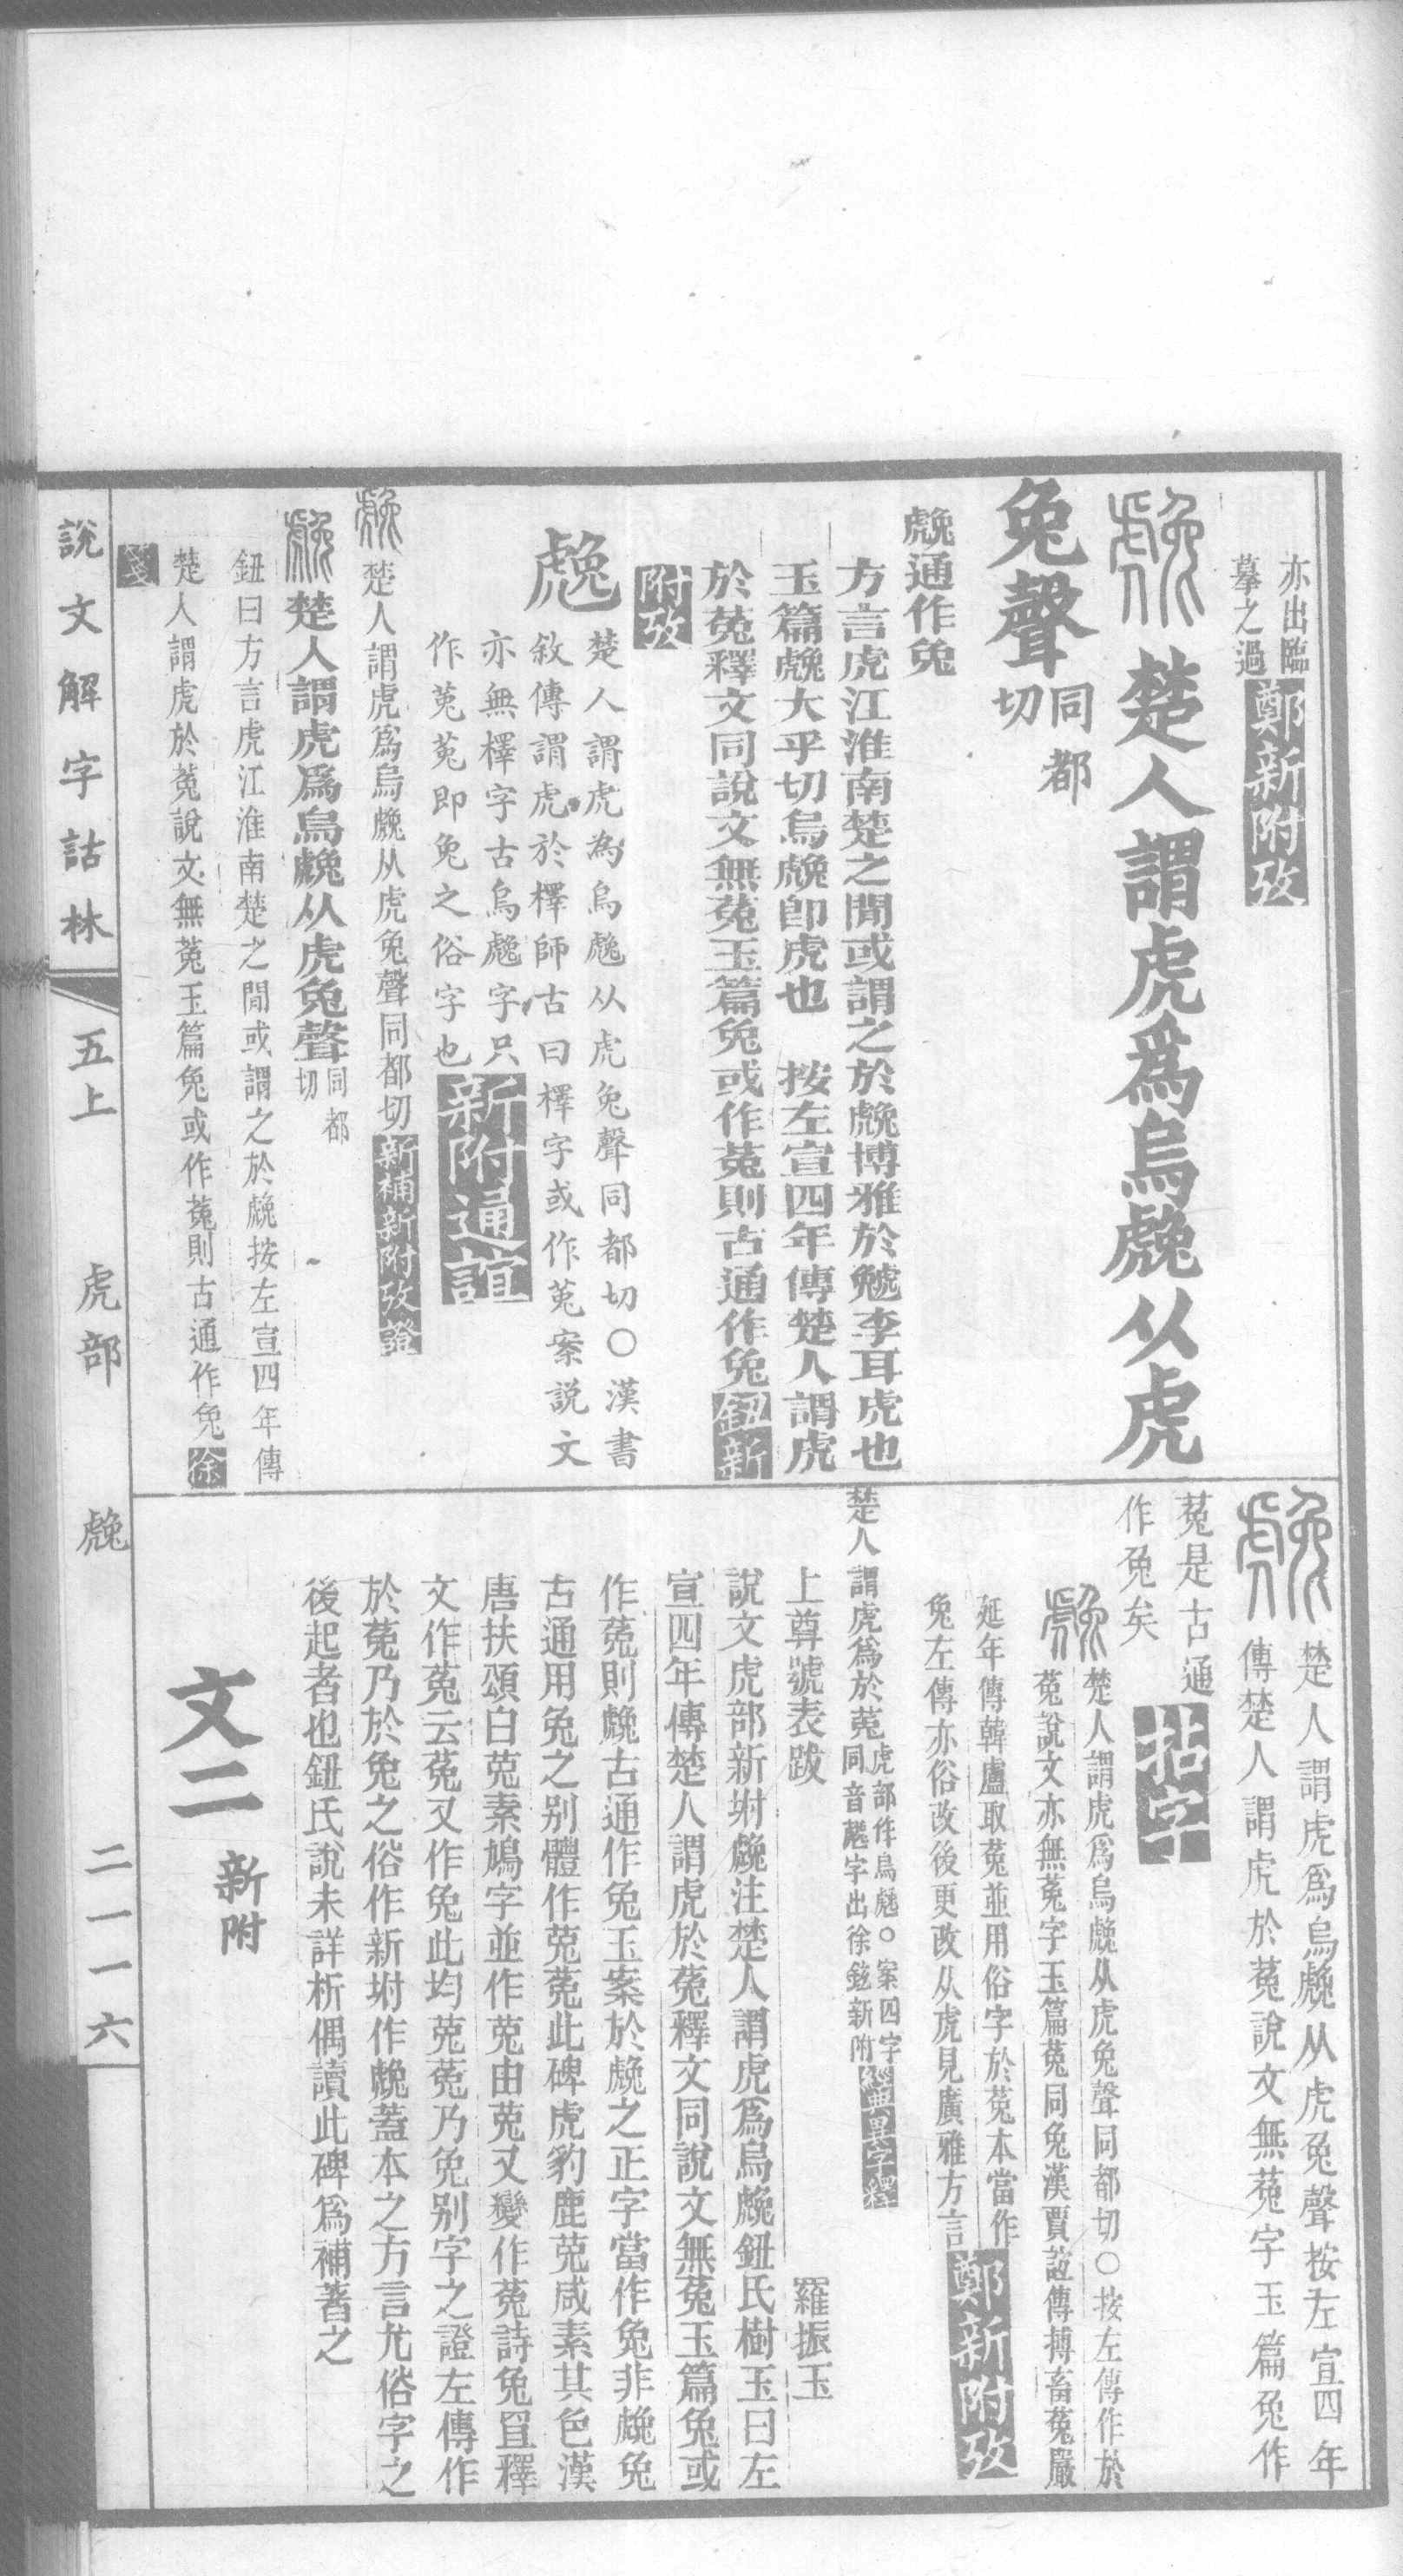 亦出臨
摹之過鄭新附攷
楚人謂虎爲烏䖘从虎
兔聲同都切
䖘通作兔
方言虎江淮南楚之閒或謂之於䖘博雅於䖘李耳虎也
玉篇䖘大乎切烏䖘卽虎也 按左宣四年傳楚人謂虎
於菟釋文同說文無菟玉篇兔或作菟則古通作兔鈕新
附攷
䖘楚人謂虎為烏䖘从虎兔聲同都切○漢書
敘傳謂虎於檡師古曰檡字或作菟案説文
亦無檡字古烏䖘字只
作菟菟即兔之俗字也新附通誼
楚人謂虎爲烏䖘从虎兔聲同都切新補新附攷證
楚人謂虎爲烏䖘从虎兔聲同都切
鈕曰方言虎江淮南楚之閒或謂之於䖘按左宣四年傳
楚人謂虎於菟說文無菟玉篇兔或作菟則古通作兔徐
箋
楚人謂虎爲烏䖘从虎兔聲按左宣四年
傳楚人謂虎於菟說文無菟字玉篇兔作
菟是古通
作兔矣拈字
楚人謂虎爲烏䖘从虎兔聲同都切○按左傳作於
菟說文亦無菟字玉篇菟同兔漢賈誼傳搏畜菟嚴
延年傳韓盧取菟並用俗字於菟本當作
兔左傳亦俗改後更改从虎見廣雅方言鄭新附攷
楚人謂虎爲於菟虎部作烏䖘○案四字同音䖘字出徐鉉新附經典異字釋
上尊號表跋 羅振玉
說文虎部新坿䖘注楚人謂虎爲烏䖘鈕氏樹玉曰左
宣四年傳楚人謂虎於菟釋文同說文無菟玉篇兔或
作菟則䖘古通作兔玉案於䖘之正字當作兔非䖘兔
古通用兔之别體作莵菟此碑虎豹鹿莵咸素其色漢
唐扶頌白莵素鳩字並作莵由莵又變作菟詩兔罝釋
文作菟云菟又作兔此均莵菟乃兔别字之證左傳作
於菟乃於兔之俗作新坿作䖘蓋本之方言尤俗字之
後起者也鈕氏說未詳析偶讀此碑爲補著之
文二新附
說文解字詁林 五上 虎部 䖘 二一一六